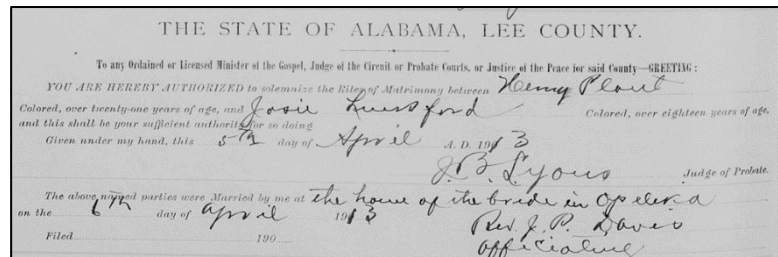 THE STATE OF ALABAMA, LEE COUNTY.
To any Ordained or Licensed Minister of the Gospel, Judge of the Circuit or Probate Courts, or Justice of the Peace for said County—GREETING:
YOU ARE HEREBY AUTHORIZED to solemnize the Rites of Matrimony between Henry Plant
Colored, over twenty-one years of age, and Josie Lunsford Colored, over eighteen years of age,
and this shall be your sufficient authority for so doing
Given under my hand, this 5th day of April A. D. 1913
J. B. Lyons Judge of Probate.
The above named parties were Married by me at the home of the bride in Opelika
on the 6th day of April 1913 Rev. J. P. Davis
Filed 190